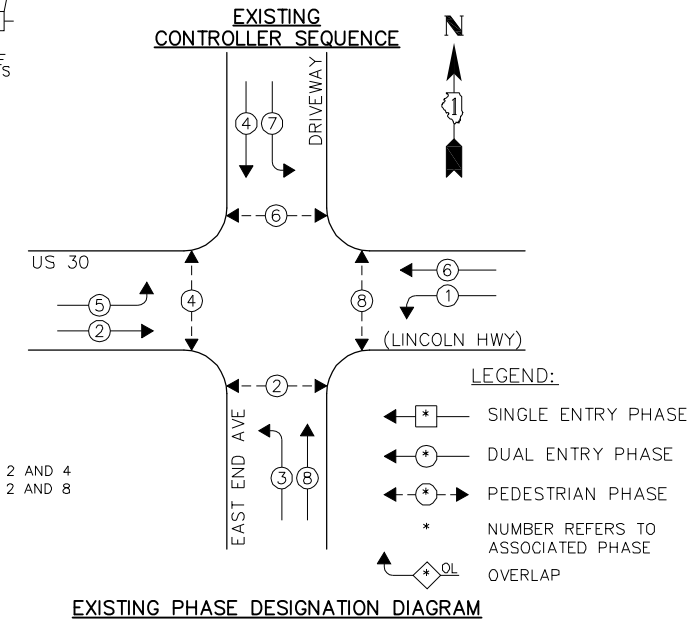 EXISTING
CONTROLLER SEQUENCE
N
1
TS
DRIVEWAY
4 7
6
US 30
6
5
4
8
1
2
(LINCOLN HWY)
2
EAST END AVE
3 8
2 AND 4
2 AND 8
LEGEND:
* SINGLE ENTRY PHASE
* DUAL ENTRY PHASE
* PEDESTRIAN PHASE
* NUMBER REFERS TO
ASSOCIATED PHASE
* OL OVERLAP
EXISTING PHASE DESIGNATION DIAGRAM